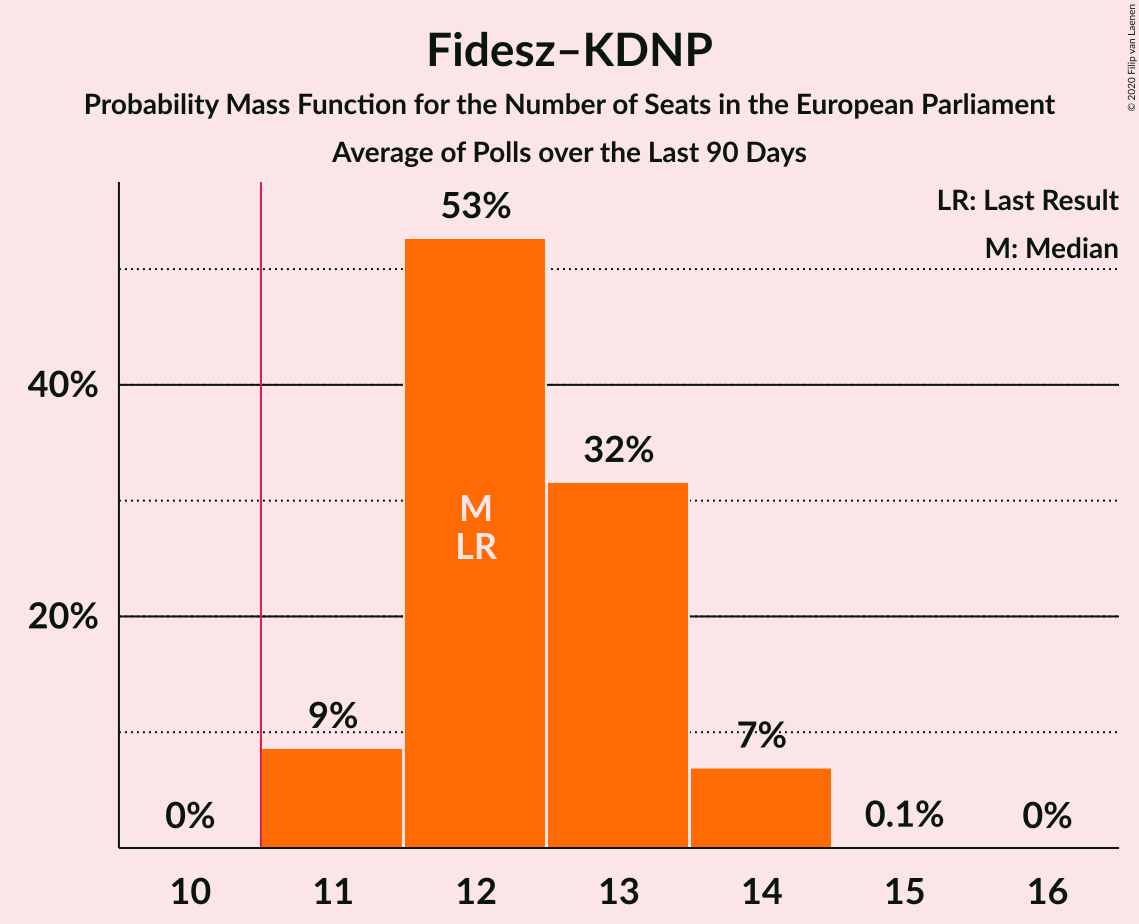 Fidesz–KDNP
Probability Mass Function for the Number of Seats in the European Parliament
Average of Polls over the Last 90 Days
© 2020 Filip van Laenen
LR: Last Result
M: Median
53%
40%
32%
M
LR
20%
9%
7%
0%
0.1%
0%
10 11 12 13 14 15 16